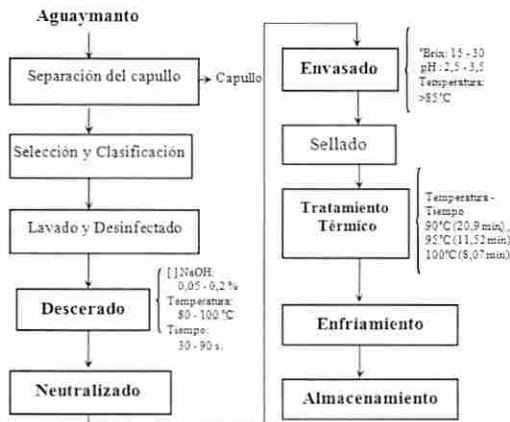 Aguaymanto
Separación del capullo
Capullo
Selección y Clasificación
Lavado y Desinfectado
Descerado
[ ] NaOH:
0,05 - 0,2 %
Temperatura:
80 - 100 °C
Tiempo:
30 - 90 s.
Neutralizado
Envasado
°Brix: 15 - 30
pH : 2,5 - 3,5
Temperatura:
>85°C
Sellado
Tratamiento
Térmico
Temperatura -
Tiempo
90°C (20,9 min) ,
95°C (11,52 min)
100°C (8,07 min)
Enfriamiento
Almacenamiento